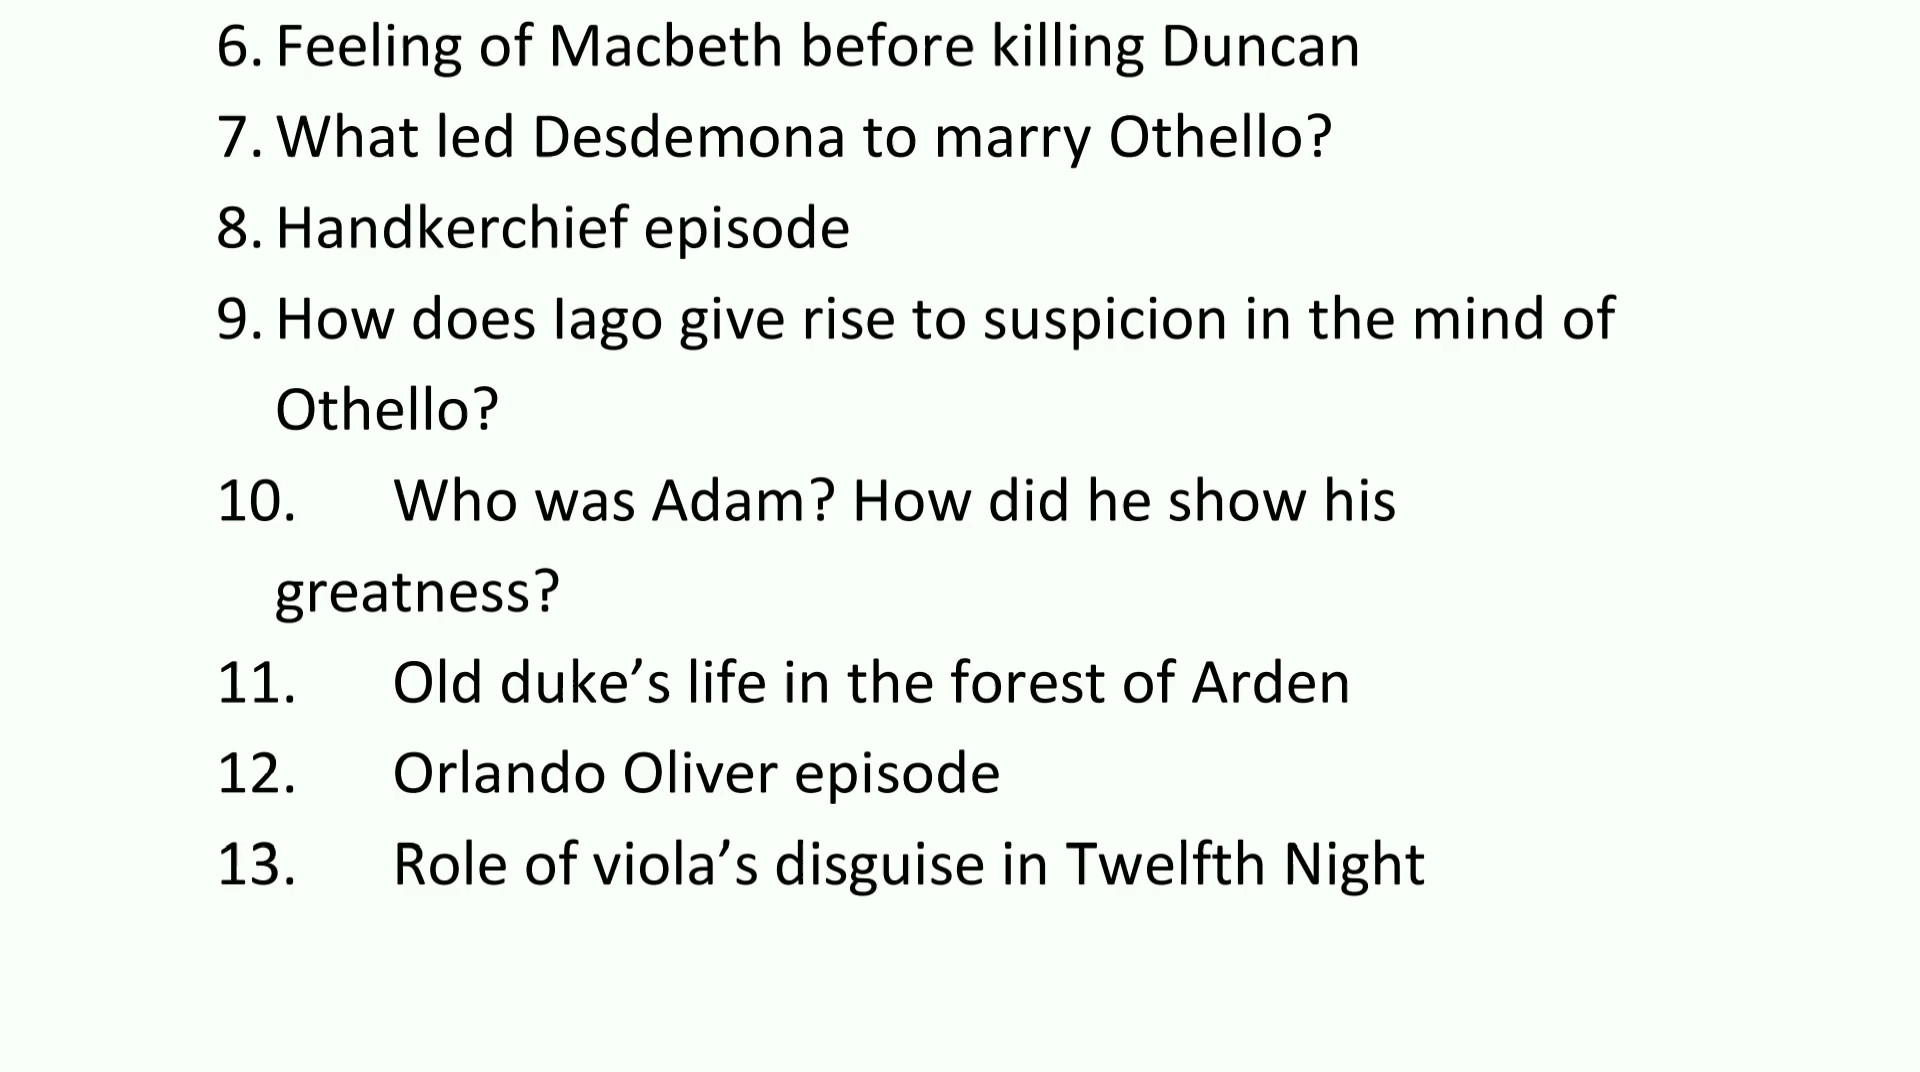 6. Feeling of Macbeth before killing Duncan
7. What led Desdemona to marry Othello?
8. Handkerchief episode
9. How does Iago give rise to suspicion in the mind of
Othello?
10. Who was Adam? How did he show his
greatness?
11. Old duke’s life in the forest of Arden
12. Orlando Oliver episode
13. Role of viola’s disguise in Twelfth Night